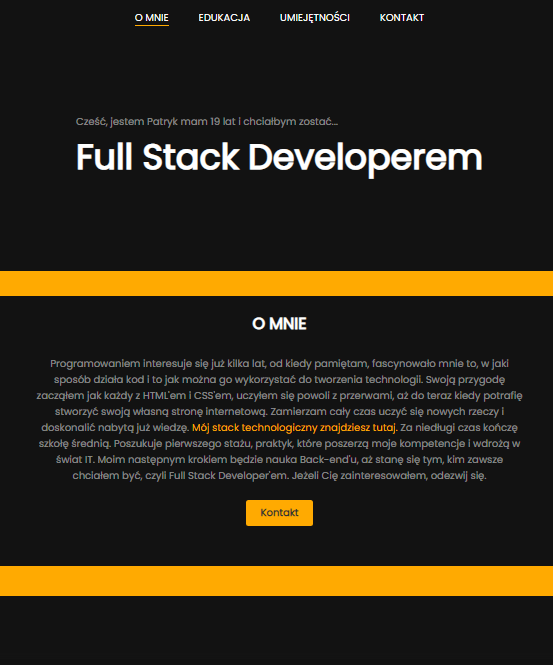 O MNIE EDUKACJA UMIEJĘTNOŚCI KONTAKT
Cześć, jestem Patryk mam 19 lat i chciałbym zostać...
Full Stack Developerem
O MNIE
Programowaniem interesuje się już kilka lat, od kiedy pamiętam, fascynowało mnie to, w jaki
sposób działa kod i to jak można go wykorzystać do tworzenia technologii. Swoją przygodę
zacząłem jak każdy z HTML'em i CSS'em, uczyłem się powoli z przerwami, aż do teraz kiedy potrafię
stworzyć swoją własną stronę internetową. Zamierzam cały czas uczyć się nowych rzeczy i
doskonalić nabytą już wiedzę. Mój stack technologiczny znajdziesz tutaj. Za niedługi czas kończę
szkołę średnią. Poszukuje pierwszego stażu, praktyk, które poszerzą moje kompetencje i wdrożą w
świat IT. Moim następnym krokiem będzie nauka Back-end'u, aż stanę się tym, kim zawsze
chciałem być, czyli Full Stack Developer'em. Jeżeli Cię zainteresowałem, odezwij się.
Kontakt